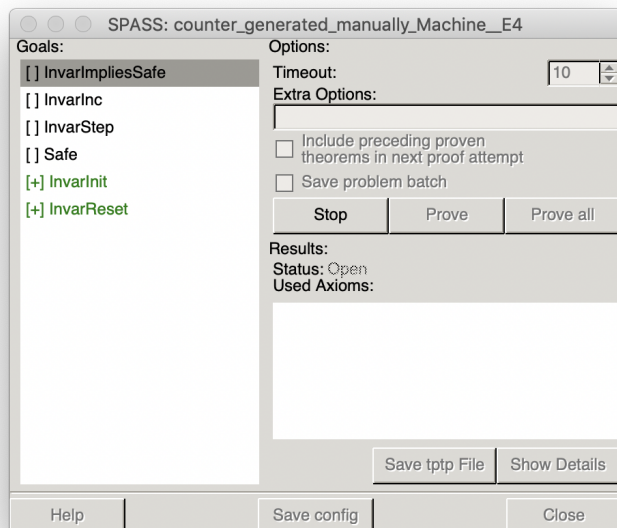 SPASS: counter_generated_manually_Machine__E4
Goals:
[ ] InvarImpliesSafe
[ ] InvarInc
[ ] InvarStep
[ ] Safe
[+] InvarInit
[+] InvarReset
Options:
Timeout:
10
Extra Options:
Include preceding proven
theorems in next proof attempt
Save problem batch
Stop
Prove
Prove all
Results:
Status: Open
Used Axioms:
Save tptp File
Show Details
Help
Save config
Close